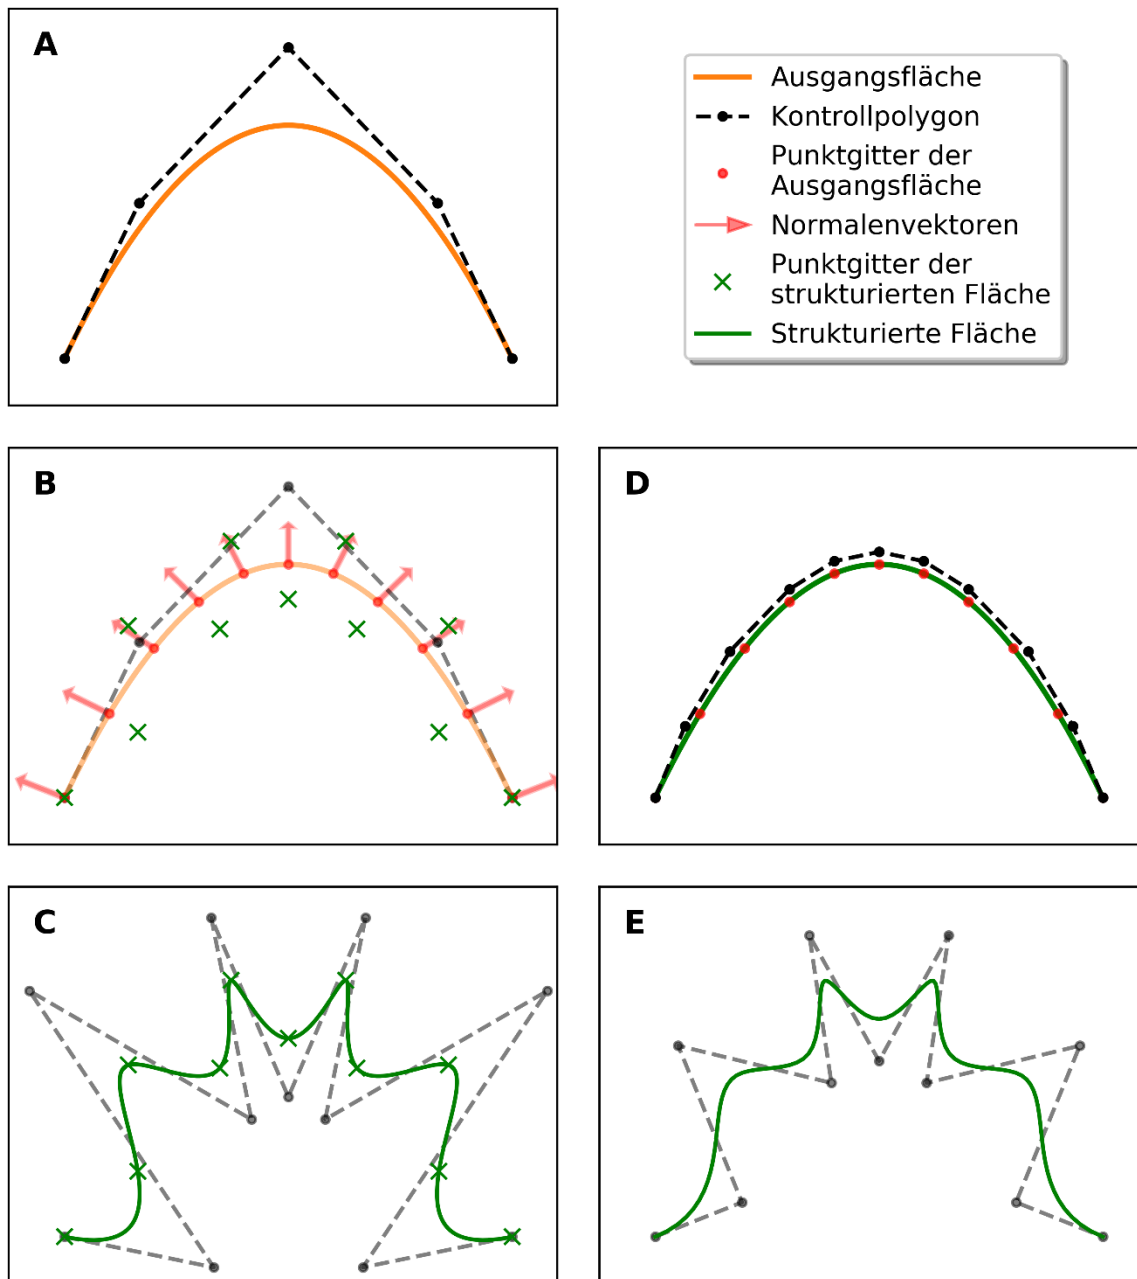 A
Ausgangsfläche
Kontrollpolygon
Punktgitter der
Ausgangsfläche
Normalenvektoren
Punktgitter der
strukturierten Fläche
Strukturierte Fläche
B
D
C
E